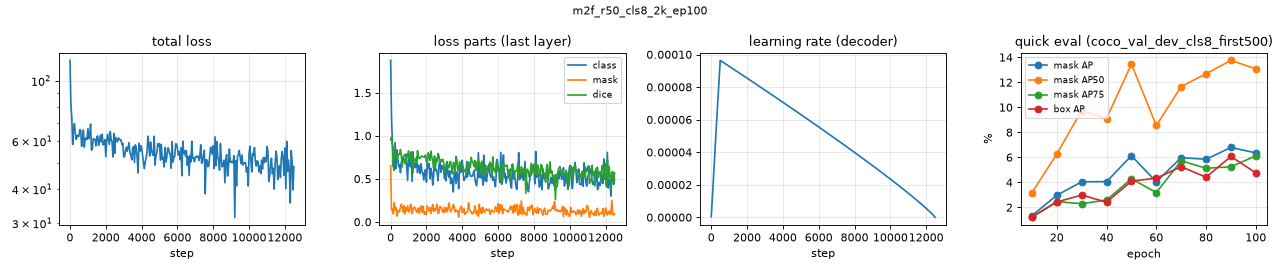 m2f_r50_cls8_2k_ep100
total loss
10²
6 × 10¹
4 × 10¹
3 × 10¹
0 2000 4000 6000 8000 10000 12000
step
loss parts (last layer)
class
mask
dice
1.5
1.0
0.5
0.0
0 2000 4000 6000 8000 10000 12000
step
learning rate (decoder)
0.00010
0.00008
0.00006
0.00004
0.00002
0.00000
0 2000 4000 6000 8000 10000 12000
step
quick eval (coco_val_dev_cls8_first500)
mask AP
mask AP50
mask AP75
box AP
%
14
12
10
8
6
4
2
20 40 60 80 100
epoch